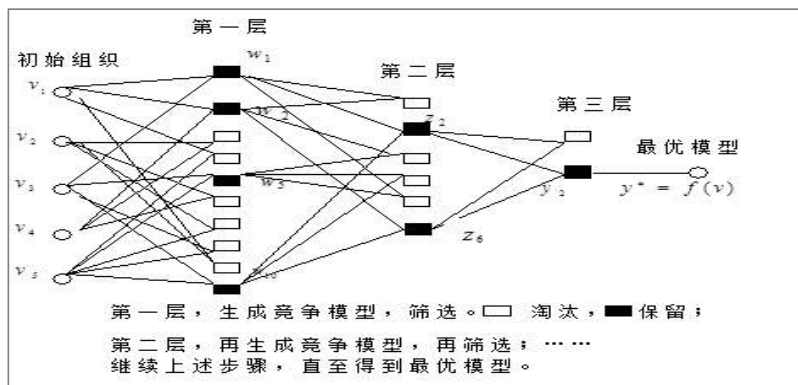 第一层
初始组织
第二层
第三层
最优模型
v₁
v₂
v₃
v₄
v₅
w₁
w₂
w₅
z₂
z₆
y₂
y* = f(v)
第一层，生成竞争模型，筛选。 淘汰， 保留；
第二层，再生成竞争模型，再筛选；……
继续上述步骤，直至得到最优模型。